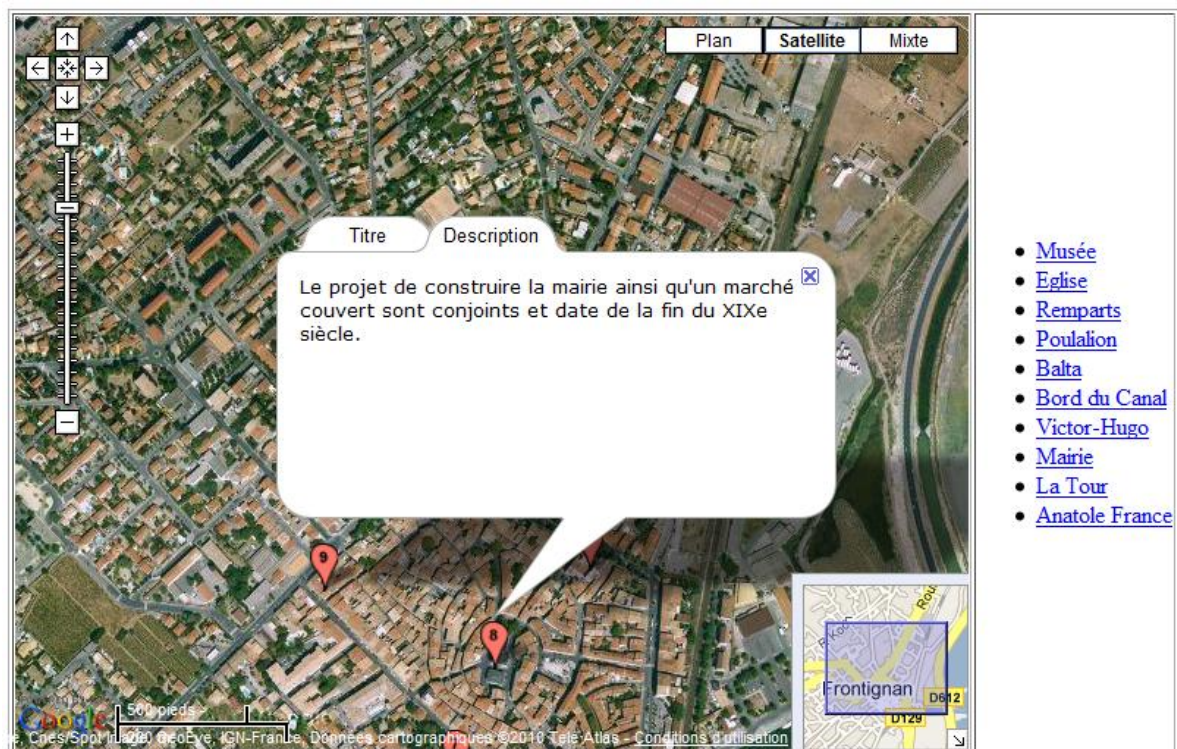 Plan Satellite Mixte
Titre Description
Le projet de construire la mairie ainsi qu'un marché
couvert sont conjoints et date de la fin du XIXe
siècle.
Musée
Eglise
Remparts
Poulalion
Balta
Bord du Canal
Victor-Hugo
Mairie
La Tour
Anatole France
9
8
Frontignan
D612
D129
500 pieds
Google
GeoEye, IGN-France, Données cartographiques ©2010 Tele Atlas - Conditions d'utilisation